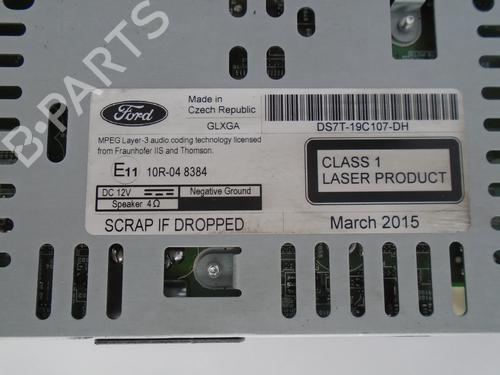 B-PARTS
Ford
Made in
Czech Republic
GLXGA
DS7T-19C107-DH
MPEG Layer-3 audio coding technology licensed
from Fraunhofer IIS and Thomson.
E11 10R-04 8384
CLASS 1
LASER PRODUCT
DC 12V
Negative Ground
Speaker 4Ω
SCRAP IF DROPPED
March 2015